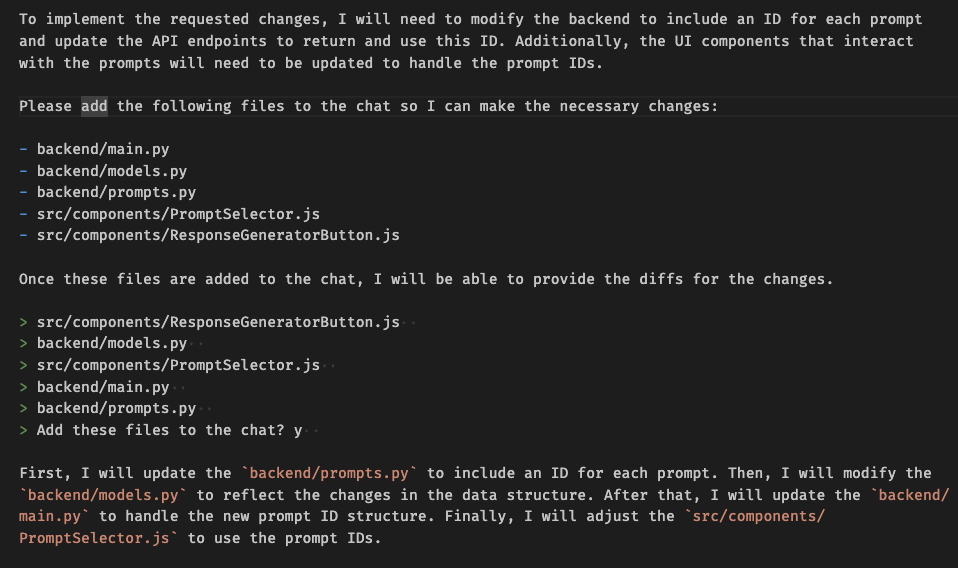 To implement the requested changes, I will need to modify the backend to include an ID for each prompt
and update the API endpoints to return and use this ID. Additionally, the UI components that interact
with the prompts will need to be updated to handle the prompt IDs.
Please add the following files to the chat so I can make the necessary changes:
- backend/main.py
- backend/models.py
- backend/prompts.py
- src/components/PromptSelector.js
- src/components/ResponseGeneratorButton.js
Once these files are added to the chat, I will be able to provide the diffs for the changes.
> src/components/ResponseGeneratorButton.js
> backend/models.py
> src/components/PromptSelector.js
> backend/main.py
> backend/prompts.py
> Add these files to the chat? y
First, I will update the `backend/prompts.py` to include an ID for each prompt. Then, I will modify the
`backend/models.py` to reflect the changes in the data structure. After that, I will update the `backend/
main.py` to handle the new prompt ID structure. Finally, I will adjust the `src/components/
PromptSelector.js` to use the prompt IDs.